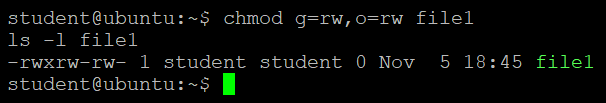 student@ubuntu:~$ chmod g=rw,o=rw file1
ls -l file1
-rwxrw-rw- 1 student student 0 Nov  5 18:45 file1
student@ubuntu:~$